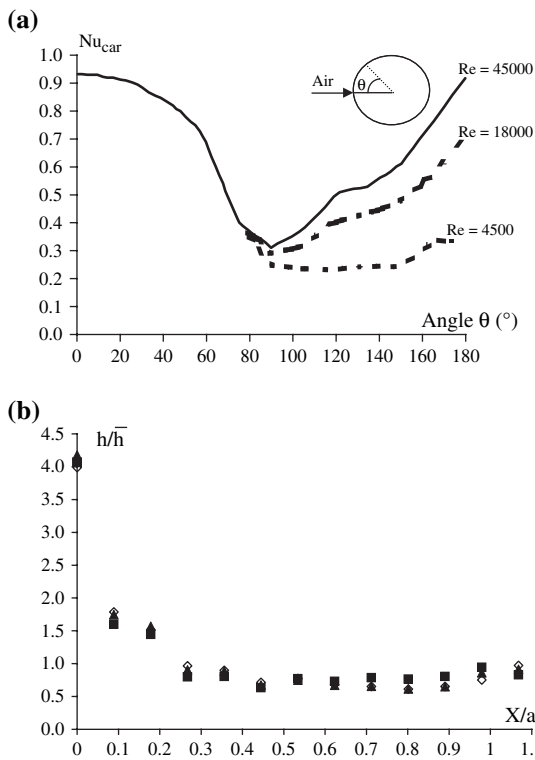 (a)
Nu_car
1.0
0.9
0.8
0.7
0.6
0.5
0.4
0.3
0.2
0.1
0.0
0 20 40 60 80 100 120 140 160 180
Angle θ (°)
Air
θ
Re = 45000
Re = 18000
Re = 4500
(b)
h/h̅
4.5
4.0
3.5
3.0
2.5
2.0
1.5
1.0
0.5
0.0
0 0.1 0.2 0.3 0.4 0.5 0.6 0.7 0.8 0.9 1 1.
X/a